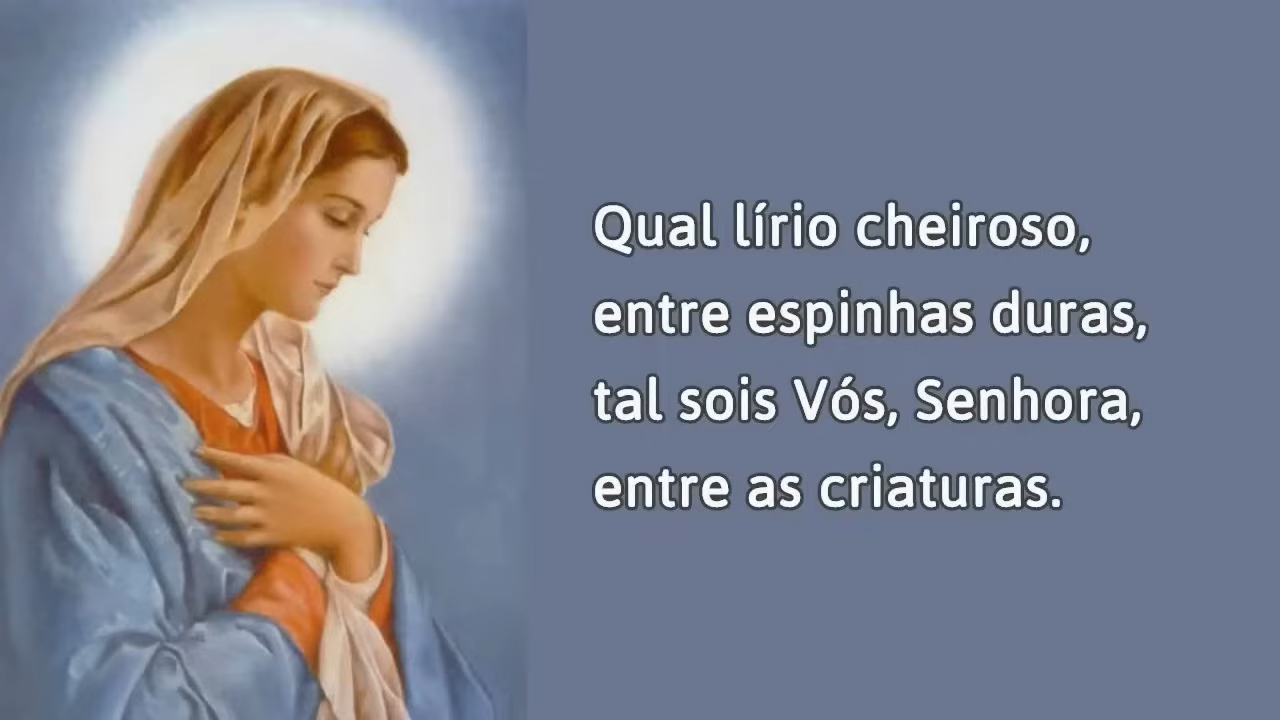 Qual lírio cheiroso,
entre espinhas duras,
tal sois Vós, Senhora,
entre as criaturas.